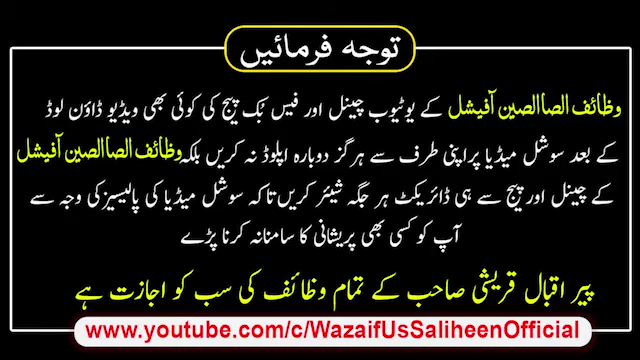 توجہ فرمائیں
وظائف الصاالصین آفیشل کے یوٹیوب چینل اور فیس بُک پیج کی کوئی بھی ویڈیو ڈاؤن لوڈ
کے بعد سوشل میڈیا پر اپنی طرف سے ہرگز دوبارہ اپلوڈ نہ کریں بلکہ وظائف الصاالصین آفیشل
کے چینل اور پیج سے ہی ڈائریکٹ ہر جگہ شیئر کریں تاکہ سوشل میڈیا کی پالیسیز کی وجہ سے
آپ کو کسی بھی پریشانی کا سامنا نہ کرنا پڑے
پیر اقبال قریشی صاحب کے تمام وظائف کی سب کو اجازت ہے
www.youtube.com/c/WazaifUsSaliheenOfficial